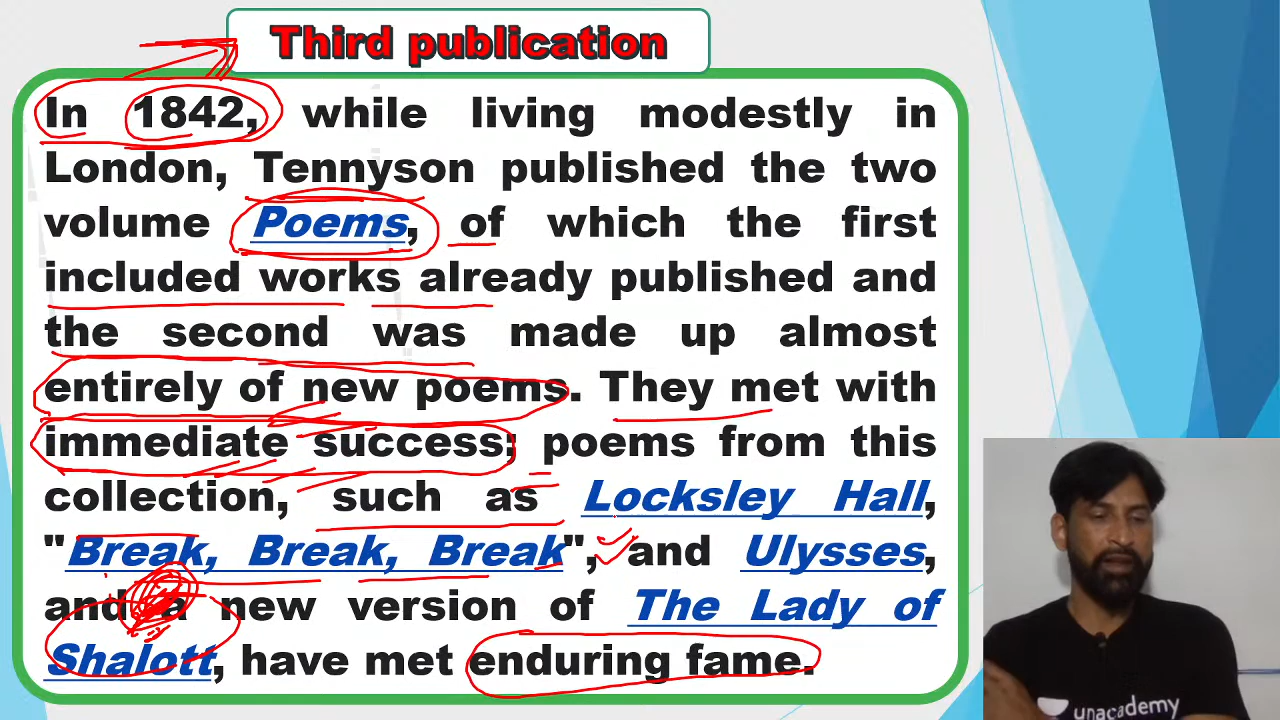 Third publication
In 1842, while living modestly in
London, Tennyson published the two
volume Poems, of which the first
included works already published and
the second was made up almost
entirely of new poems. They met with
immediate success; poems from this
collection, such as Locksley Hall,
"Break, Break, Break", and Ulysses,
and a new version of The Lady of
Shalott, have met enduring fame.
unacademy